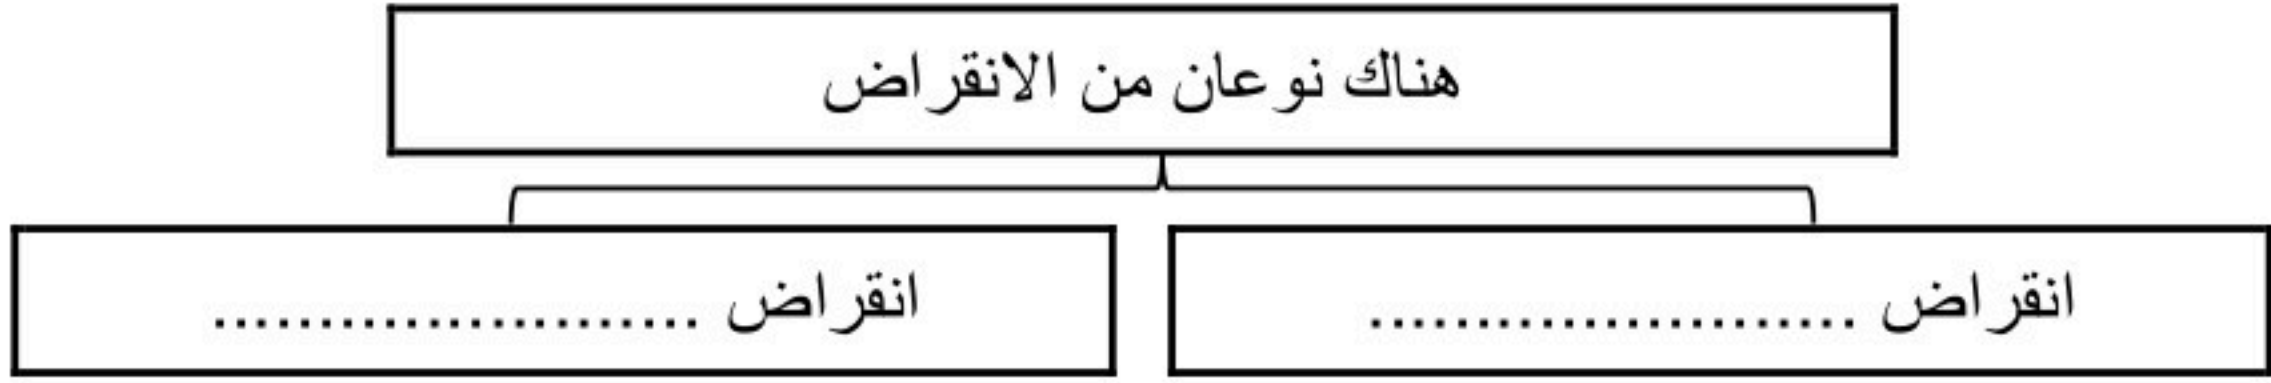 هناك نوعان من الانقراض
انقراض .......................
انقراض .......................